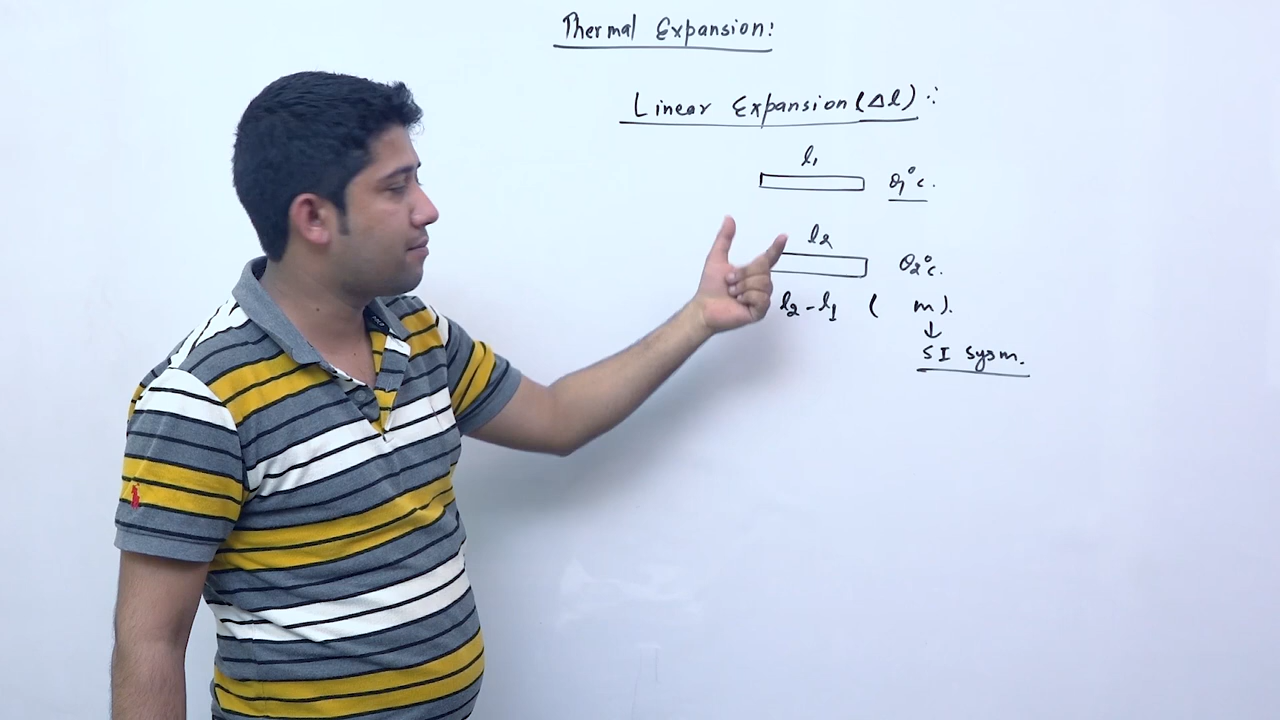 Thermal Expansion:
Linear Expansion (Δl) :
l₁
θ₁°c.
l₂
θ₂°c.
l₂ - l₁ ( m).
↓
SI Sysm.